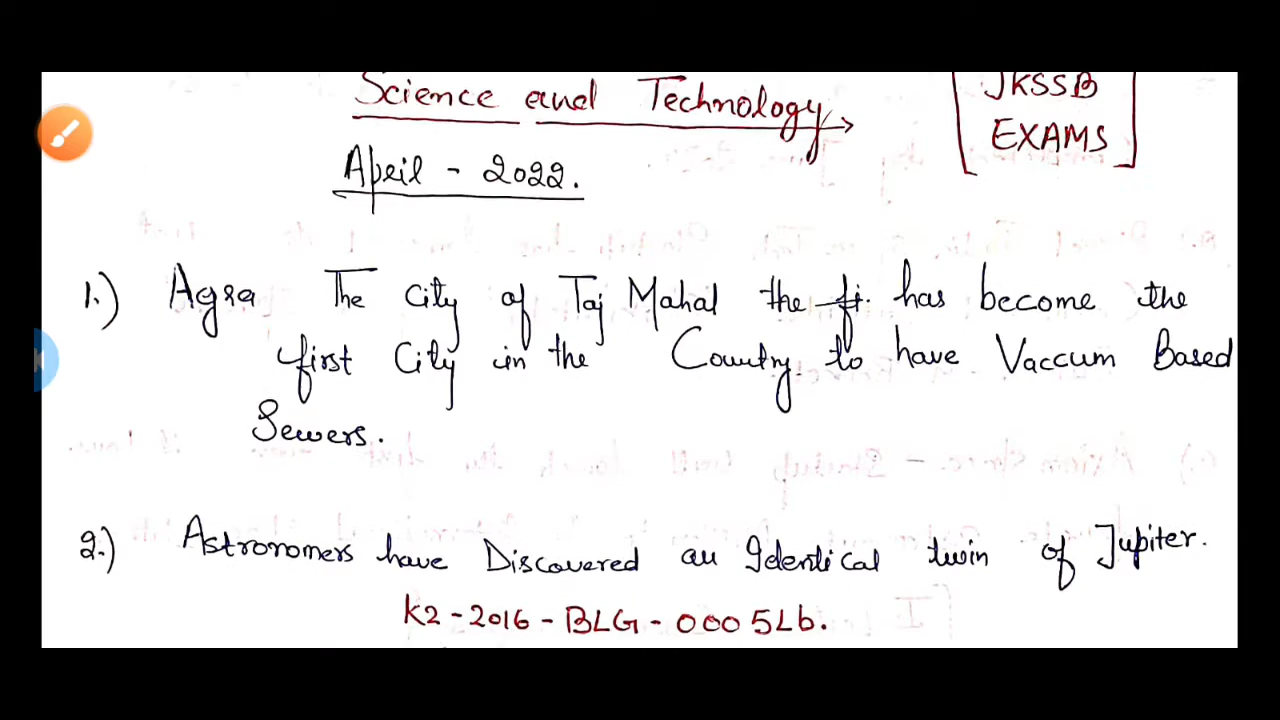 Science and Technology
JKSSB
EXAMS
April - 2022.
1.) Agra The City of Taj Mahal the fi. has become the
first City in the Country. to have Vaccum Based
Sewers.
2.) Astronomers have Discovered an Identical twin of Jupiter.
K2-2016-BLG-0005Lb.